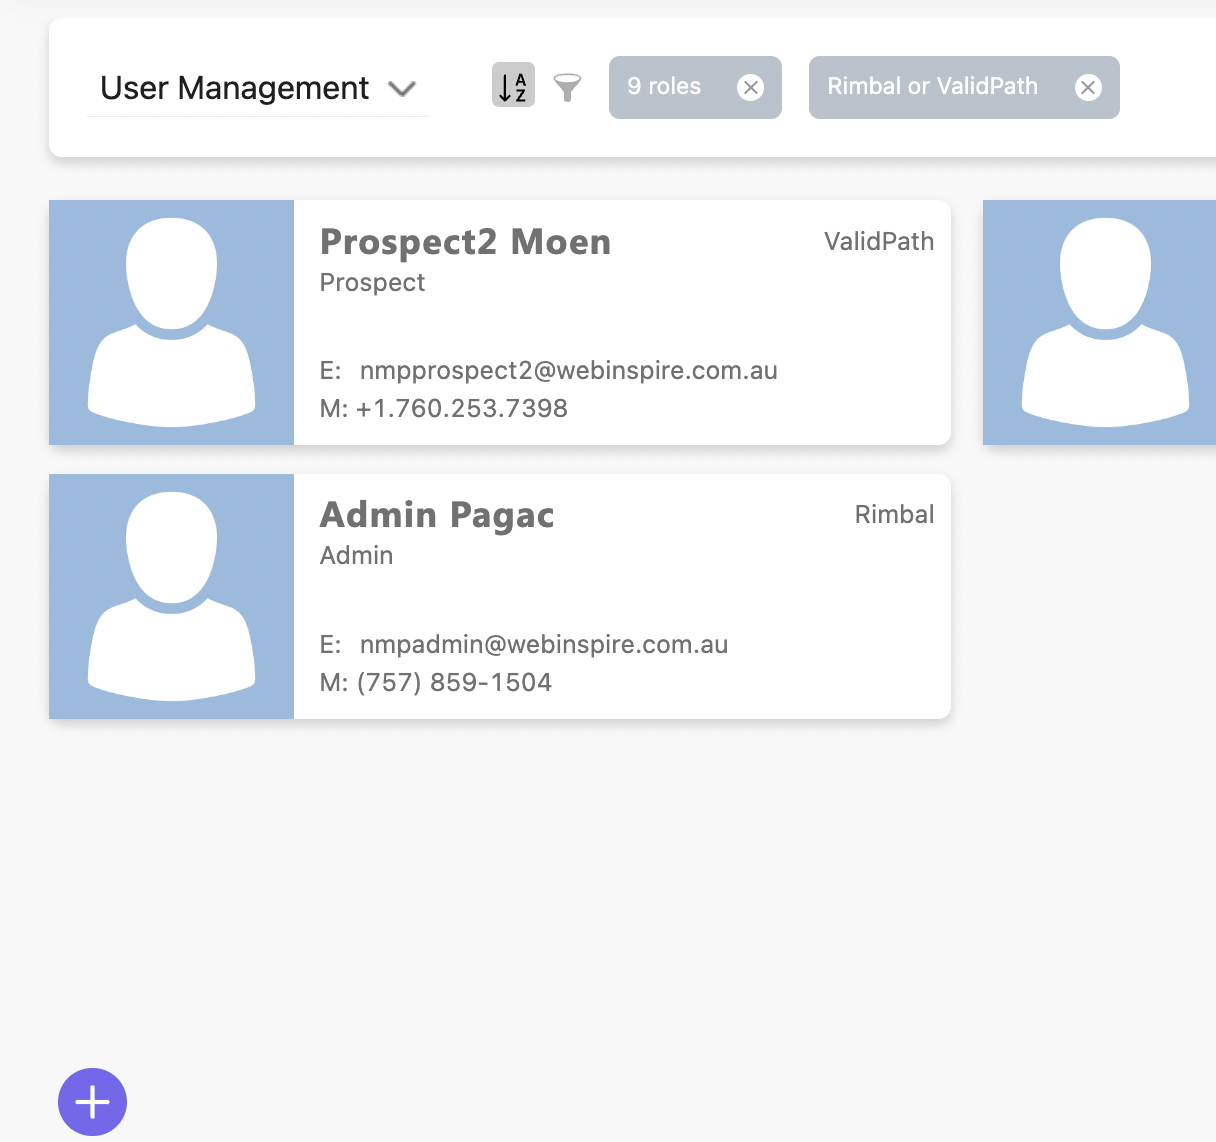 User Management
A
Z
9 roles
Rimbal or ValidPath
Prospect2 Moen
ValidPath
Prospect
E: nmpprospect2@webinspire.com.au
M: +1.760.253.7398
Admin Pagac
Rimbal
Admin
E: nmpadmin@webinspire.com.au
M: (757) 859-1504